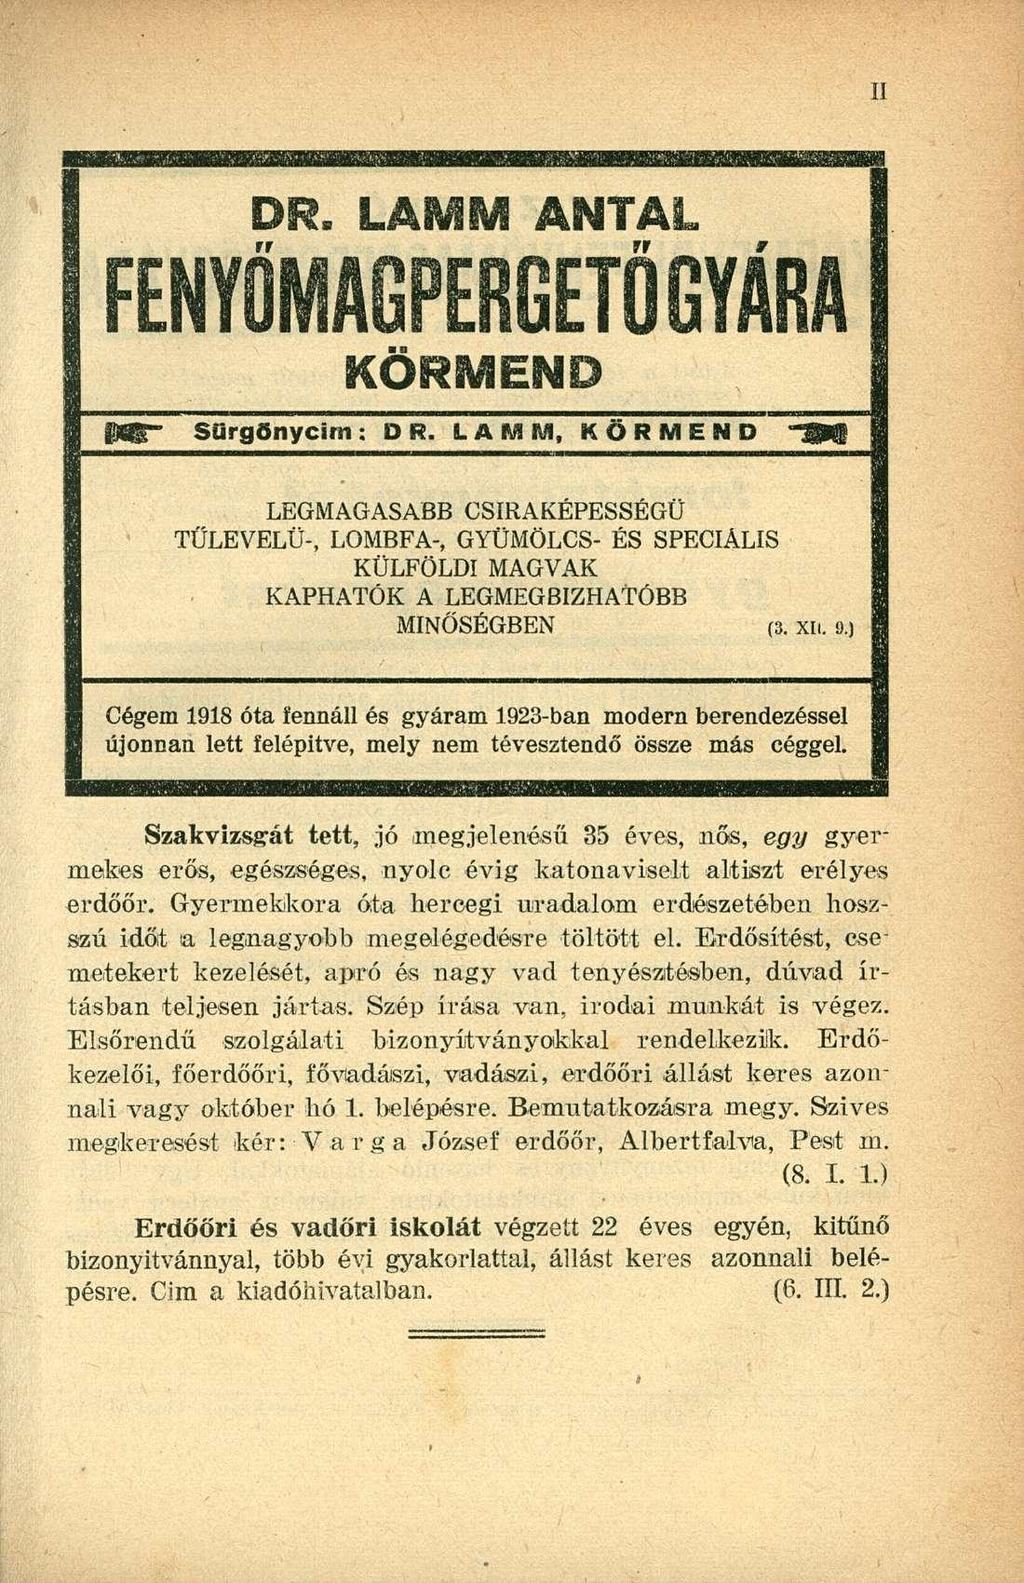 II
DR. LAMM ANTAL
FENYŐMAGPERGETŐGYÁRA
KÖRMEND
Sürgönycim: DR. LAMM, KÖRMEND
LEGMAGASABB CSIRAKÉPESSÉGÜ
TŰLEVELÜ-, LOMBFA-, GYÜMÖLCS- ÉS SPECIÁLIS
KÜLFÖLDI MAGVAK
KAPHATÓK A LEGMEGBIZHATÓBB
MINŐSÉGBEN (3. XII. 9.)
Cégem 1918 óta fennáll és gyáram 1923-ban modern berendezéssel
újonnan lett felépitve, mely nem tévesztendő össze más céggel.
Szakvizsgát tett, jó megjelenésű 35 éves, nős, egy gyer-
mekes erős, egészséges, nyolc évig katonaviselt altiszt erélyes
erdőőr. Gyermekkora óta hercegi uradalom erdészetében hosz-
szú időt a legnagyobb megelégedésre töltött el. Erdősítést, cse-
metekert kezelését, apró és nagy vad tenyésztésben, dúvad ír-
tásban teljesen jártas. Szép írása van, irodai munkát is végez.
Elsőrendű szolgálati bizonyítványokkal rendelkezik. Erdő-
kezelői, főerdőőri, fővadászi, vadászi, erdőőri állást keres azon-
nali vagy október hó 1. belépésre. Bemutatkozásra megy. Szives
megkeresést kér: Varga József erdőőr, Albertfalva, Pest m.
(8. I. 1.)
Erdőőri és vadőri iskolát végzett 22 éves egyén, kitűnő
bizonyitvánnyal, több évi gyakorlattal, állást keres azonnali belé-
pésre. Cim a kiadóhivatalban. (6. III. 2.)